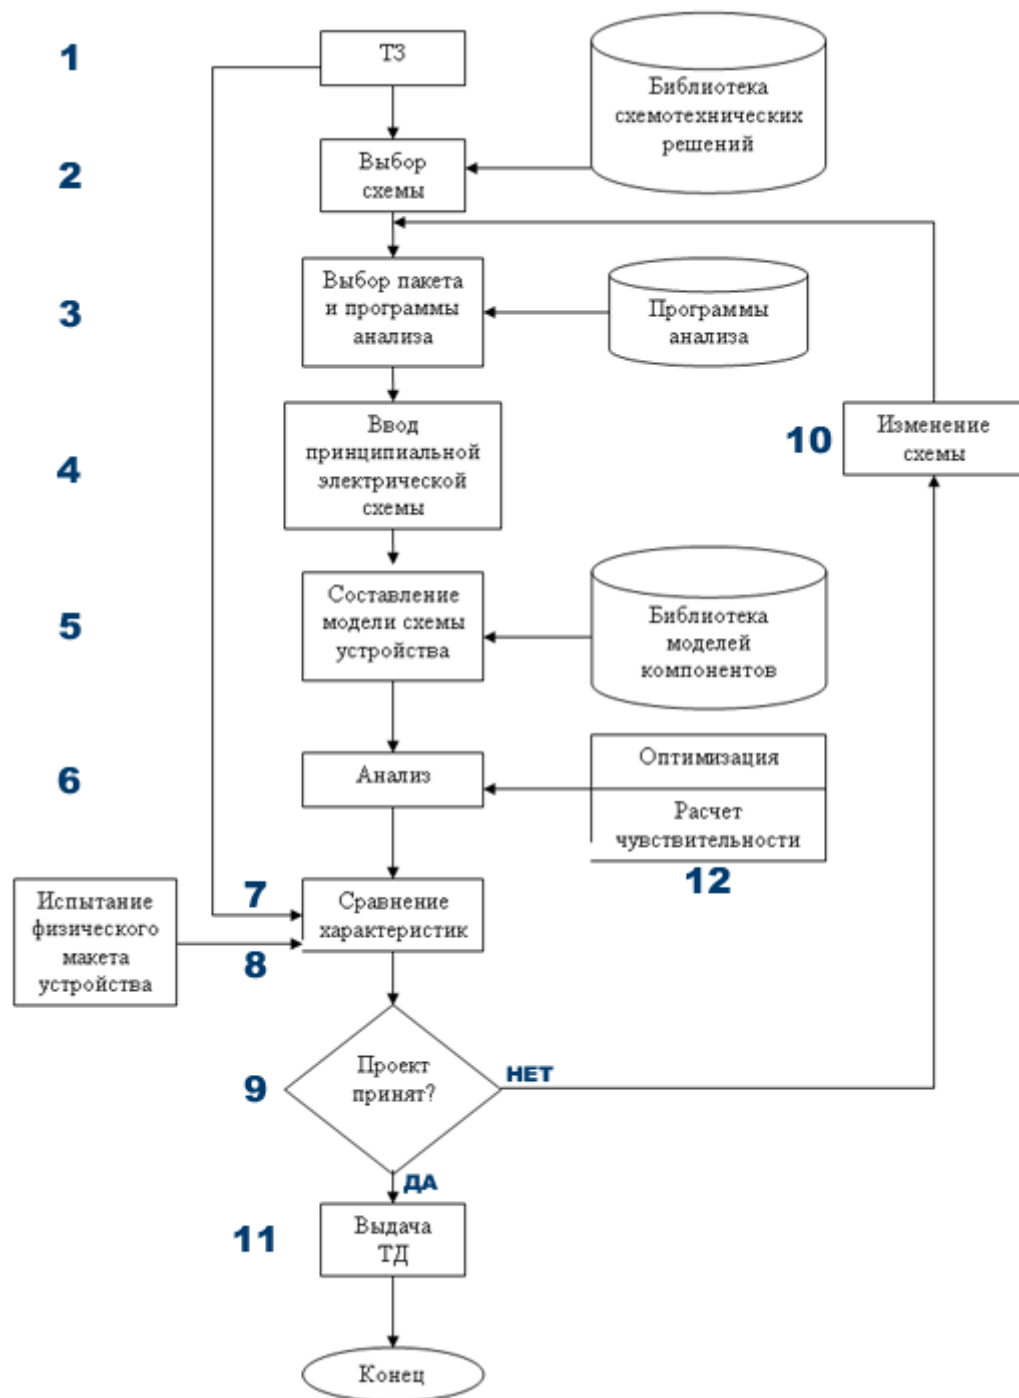 1
ТЗ
Библиотека
схемотехнических
решений
2
Выбор
схемы
3
Выбор пакета
и программы
анализа
Программы
анализа
4
Ввод
принципиальной
электрической
схемы
10
Изменение
схемы
5
Составление
модели схемы
устройства
Библиотека
моделей
компонентов
6
Анализ
Оптимизация
Расчет
чувствительности
12
7
Сравнение
характеристик
Испытание
физического
макета
устройства
8
9
Проект
принят?
НЕТ
ДА
11
Выдача
ТД
Конец